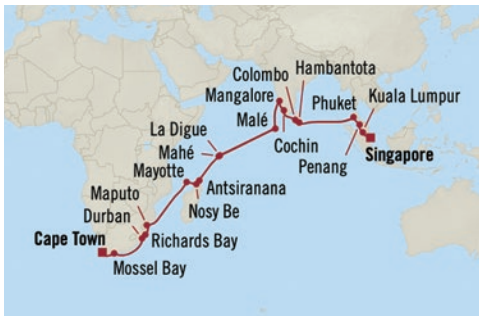 Colombo
Hambantota
Mangalore
Phuket
Kuala Lumpur
La Digue
Malé
Cochin
Mahé
Penang
Singapore
Mayotte
Antsiranana
Maputo
Nosy Be
Durban
Cape Town
Richards Bay
Mossel Bay